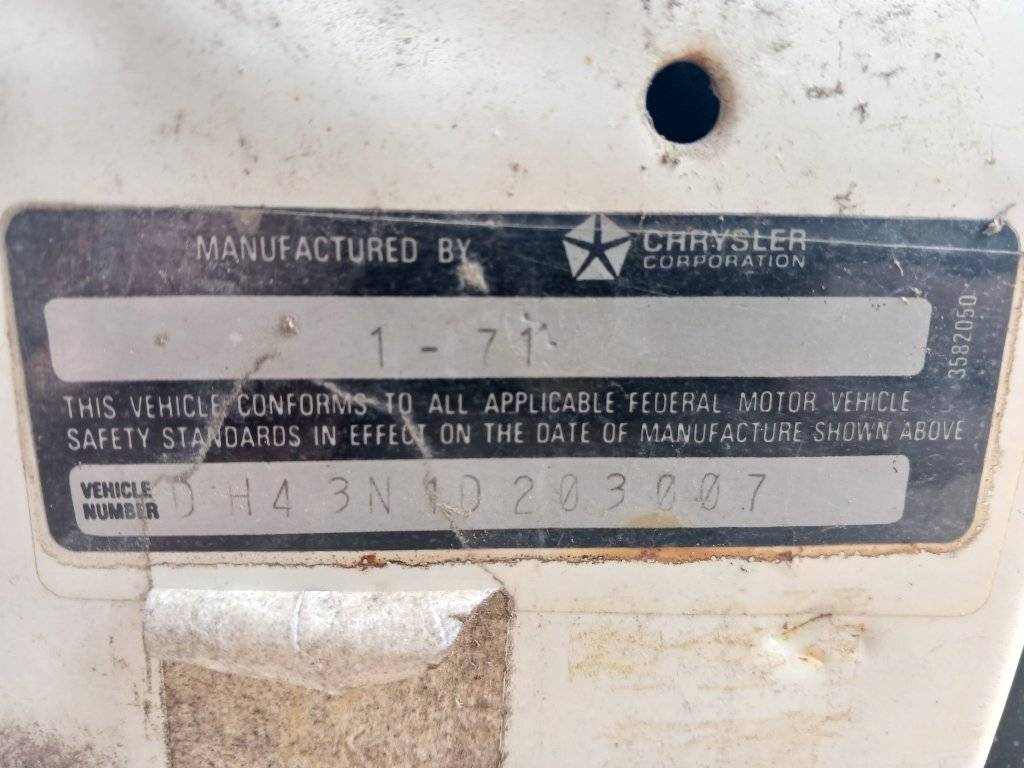 MANUFACTURED BY CHRYSLER CORPORATION
1 - 71
3582050
THIS VEHICLE CONFORMS TO ALL APPLICABLE FEDERAL MOTOR VEHICLE
SAFETY STANDARDS IN EFFECT ON THE DATE OF MANUFACTURE SHOWN ABOVE
VEHICLE NUMBER DH43N1D203007